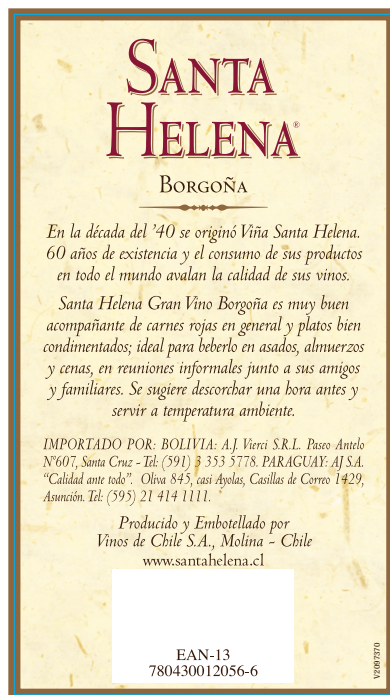 SANTA
HELENA®
BORGOÑA
En la década del '40 se originó Viña Santa Helena.
60 años de existencia y el consumo de sus productos
en todo el mundo avalan la calidad de sus vinos.
Santa Helena Gran Vino Borgoña es muy buen
acompañante de carnes rojas en general y platos bien
condimentados; ideal para beberlo en asados, almuerzos
y cenas, en reuniones informales junto a sus amigos
y familiares. Se sugiere descorchar una hora antes y
servir a temperatura ambiente.
IMPORTADO POR: BOLIVIA: A.J. Vierci S.R.L. Paseo Antelo
Nº607, Santa Cruz - Tel: (591) 3 353 5778. PARAGUAY: AJ S.A.
“Calidad ante todo”. Oliva 845, casi Ayolas, Casillas de Correo 1429,
Asunción. Tel: (595) 21 414 1111.
Producido y Embotellado por
Vinos de Chile S.A., Molina - Chile
www.santahelena.cl
EAN-13
780430012056-6
V2097370